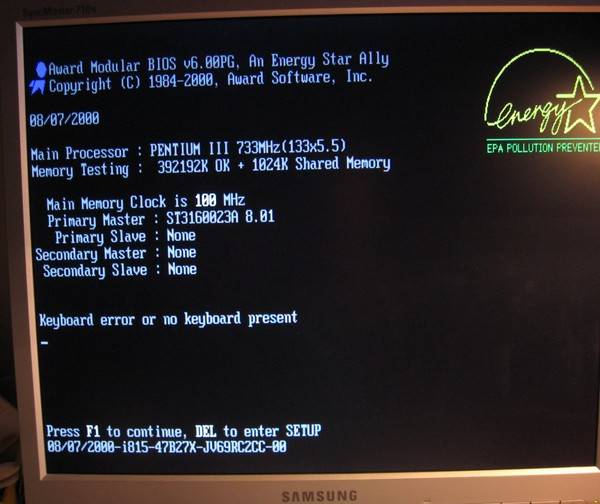 SyncMaster 710v
Award Modular BIOS v6.00PG, An Energy Star Ally
Copyright (C) 1984-2000, Award Software, Inc.
energy
EPA POLLUTION PREVENTER
08/07/2000
Main Processor : PENTIUM III 733MHz(133x5.5)
Memory Testing : 392192K OK + 1024K Shared Memory
Main Memory Clock is 100 MHz
Primary Master : ST3160023A 8.01
Primary Slave : None
Secondary Master : None
Secondary Slave : None
Keyboard error or no keyboard present
Press F1 to continue, DEL to enter SETUP
08/07/2000-i815-47B27X-JV69RC2CC-00
SAMSUNG